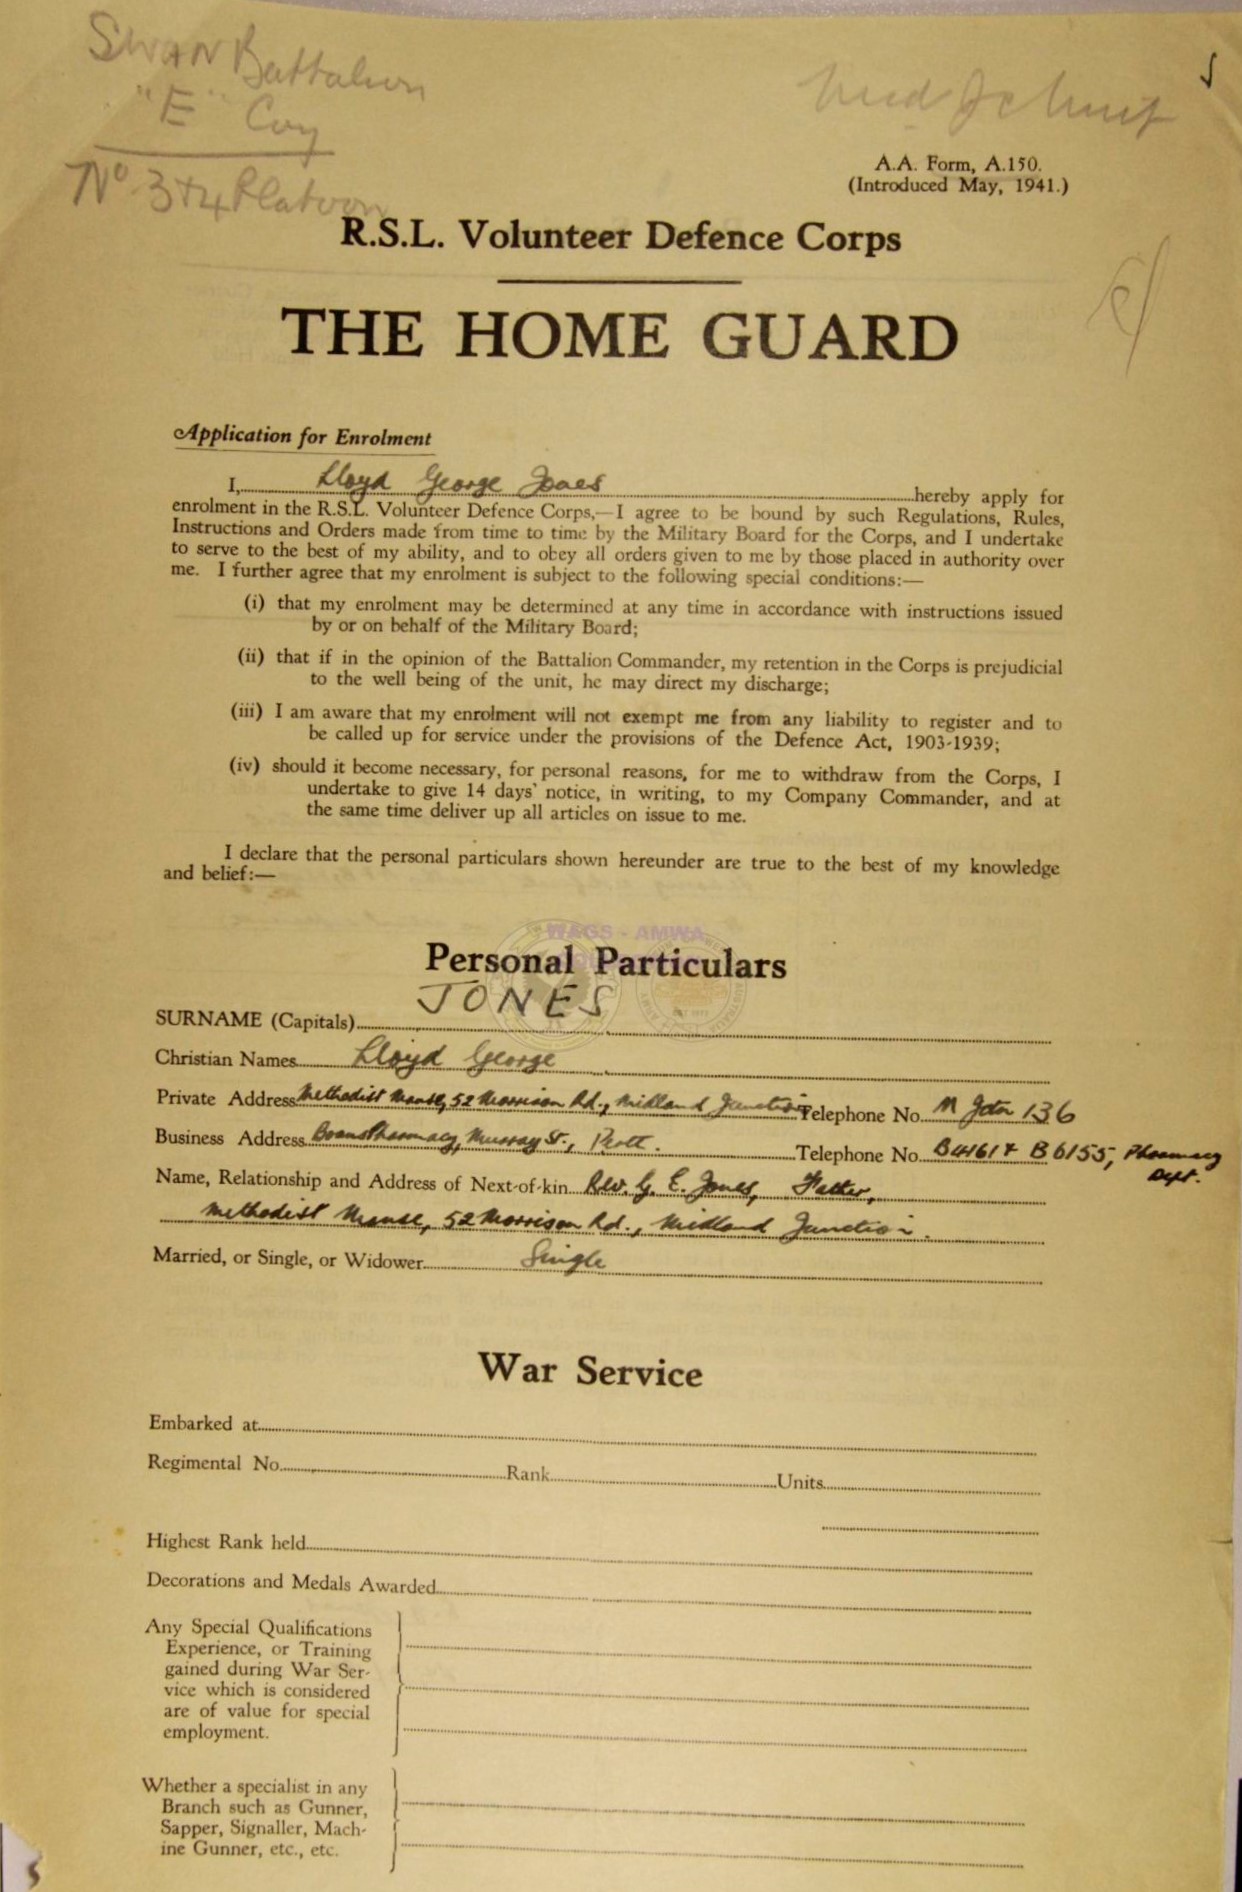 Swan Battalion
"E" Coy
No 3 & 4 Platoon
A.A. Form, A.150.
(Introduced May, 1941.)
R.S.L. Volunteer Defence Corps
THE HOME GUARD
Application for Enrolment
I, Lloyd George Jones hereby apply for
enrolment in the R.S.L. Volunteer Defence Corps,—I agree to be bound by such Regulations, Rules,
Instructions and Orders made from time to time by the Military Board for the Corps, and I undertake
to serve to the best of my ability, and to obey all orders given to me by those placed in authority over
me. I further agree that my enrolment is subject to the following special conditions:—
(i) that my enrolment may be determined at any time in accordance with instructions issued
by or on behalf of the Military Board;
(ii) that if in the opinion of the Battalion Commander, my retention in the Corps is prejudicial
to the well being of the unit, he may direct my discharge;
(iii) I am aware that my enrolment will not exempt me from any liability to register and to
be called up for service under the provisions of the Defence Act, 1903-1939;
(iv) should it become necessary, for personal reasons, for me to withdraw from the Corps, I
undertake to give 14 days' notice, in writing, to my Company Commander, and at
the same time deliver up all articles on issue to me.
I declare that the personal particulars shown hereunder are true to the best of my knowledge
and belief:—
WAGS - AMWA
Personal Particulars
SURNAME (Capitals) JONES
Christian Names Lloyd George
Private Address Methodist Manse, 52 Morrison Rd., Midland Junction Telephone No. M Jctn 136
Business Address Boans Pharmacy, Murray St., Perth. Telephone No. B4161 & B6155, Pharmacy
Dept.
Name, Relationship and Address of Next-of-kin Rev. G. E. Jones, Father,
Methodist Manse, 52 Morrison Rd., Midland Junction.
Married, or Single, or Widower Single
War Service
Embarked at
Regimental No. Rank Units
Highest Rank held
Decorations and Medals Awarded
Any Special Qualifications
Experience, or Training
gained during War Ser-
vice which is considered
are of value for special
employment.
Whether a specialist in any
Branch such as Gunner,
Sapper, Signaller, Mach-
ine Gunner, etc., etc.